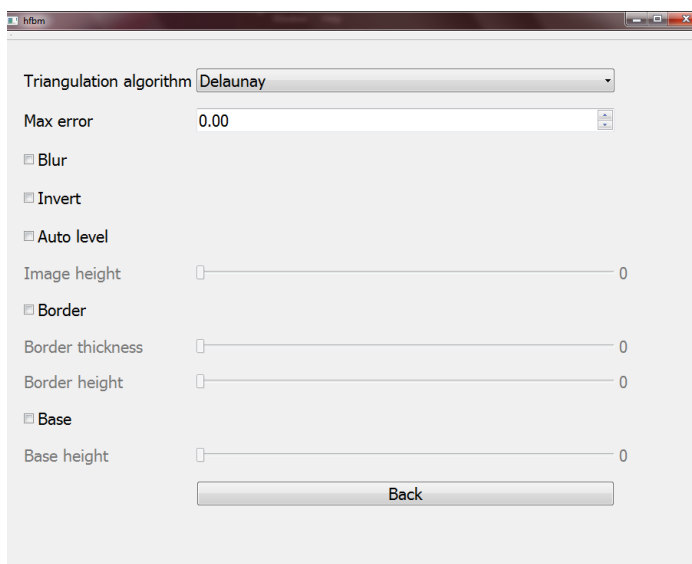 hfbm
Triangulation algorithm Delaunay
Max error 0.00
Blur
Invert
Auto level
Image height 0
Border
Border thickness 0
Border height 0
Base
Base height 0
Back